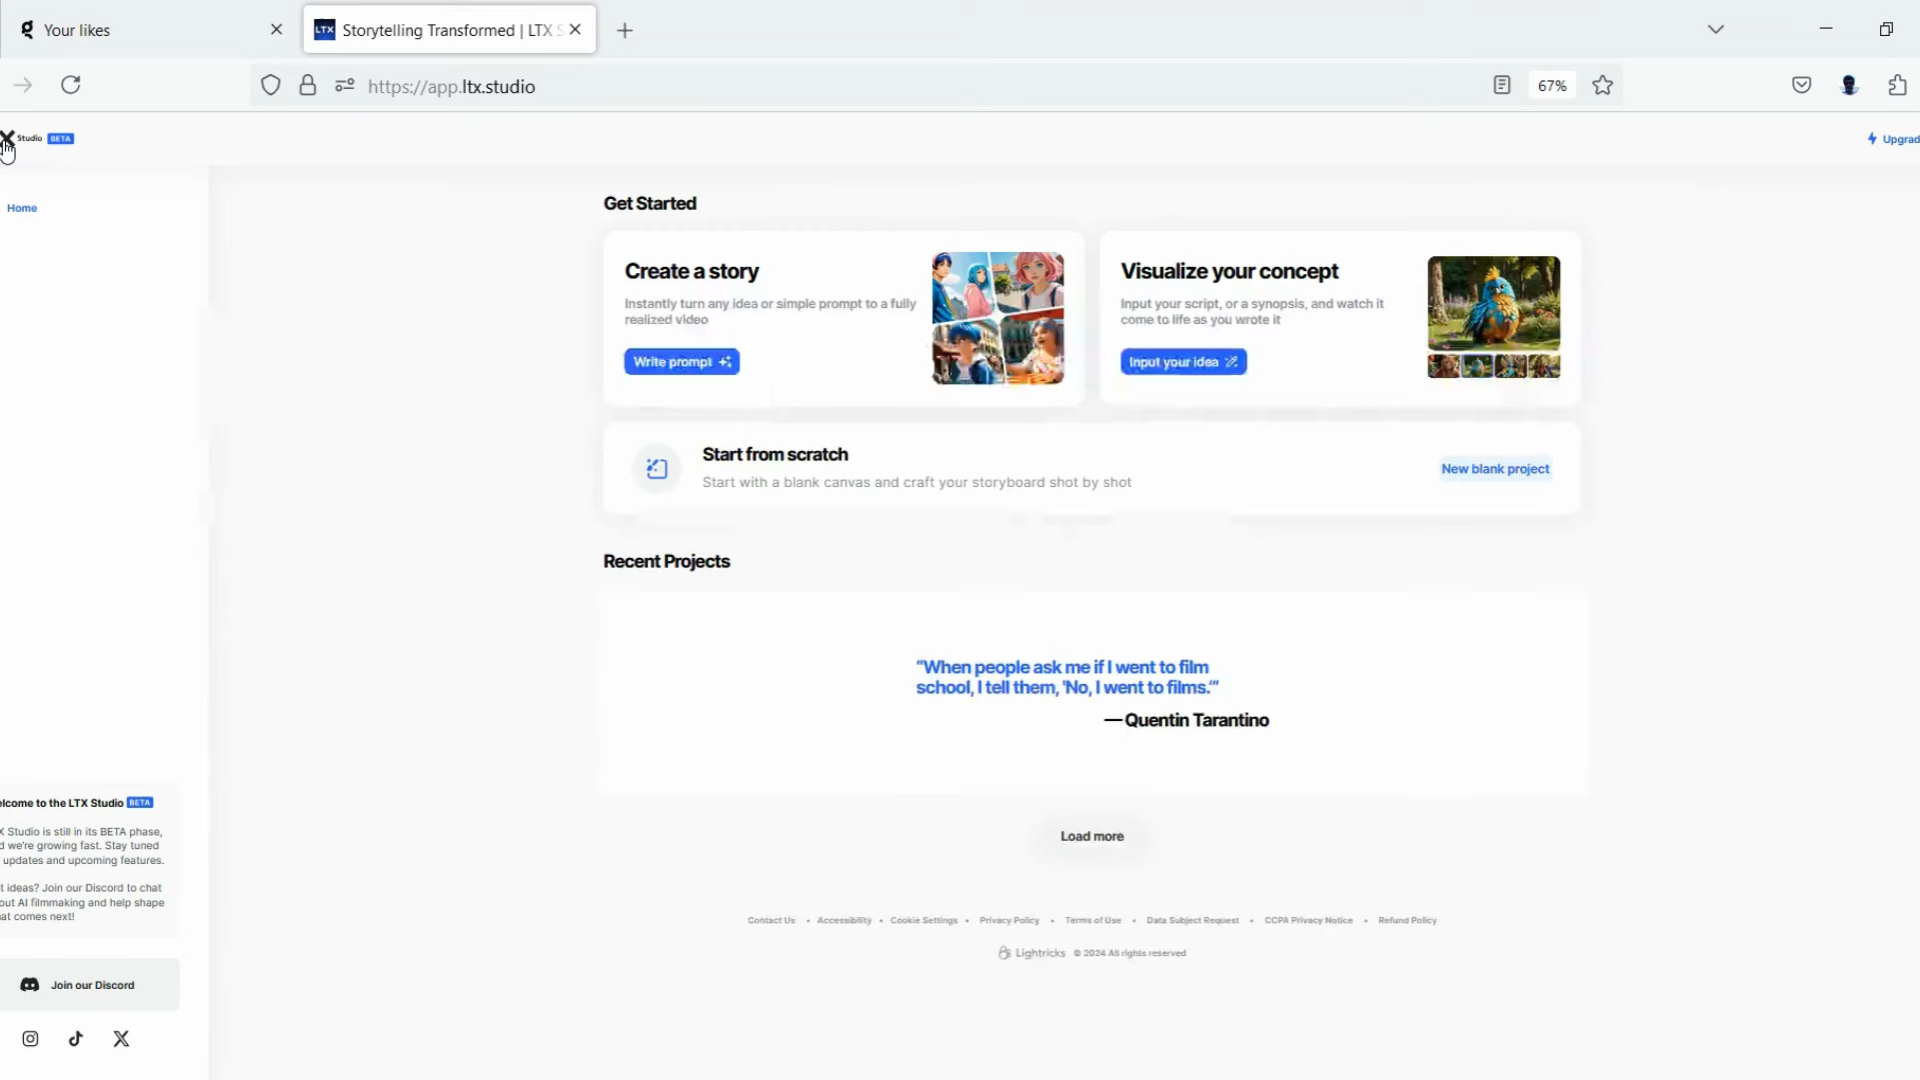 Your likes
LTX Storytelling Transformed | LTX S
https://app.ltx.studio
67%
Studio BETA
Upgrad
Home
Get Started
Create a story
Instantly turn any idea or simple prompt to a fully
realized video
Write prompt
Visualize your concept
Input your script, or a synopsis, and watch it
come to life as you wrote it
Input your idea
Start from scratch
Start with a blank canvas and craft your storyboard shot by shot
New blank project
Recent Projects
“When people ask me if I went to film
school, I tell them, 'No, I went to films.'”
— Quentin Tarantino
Load more
elcome to the LTX Studio BETA
X Studio is still in its BETA phase,
d we're growing fast. Stay tuned
updates and upcoming features.
t ideas? Join our Discord to chat
out AI filmmaking and help shape
at comes next!
Join our Discord
Contact Us • Accessibility • Cookie Settings • Privacy Policy • Terms of Use • Data Subject Request • CCPA Privacy Notice • Refund Policy
Lightricks © 2024 All rights reserved